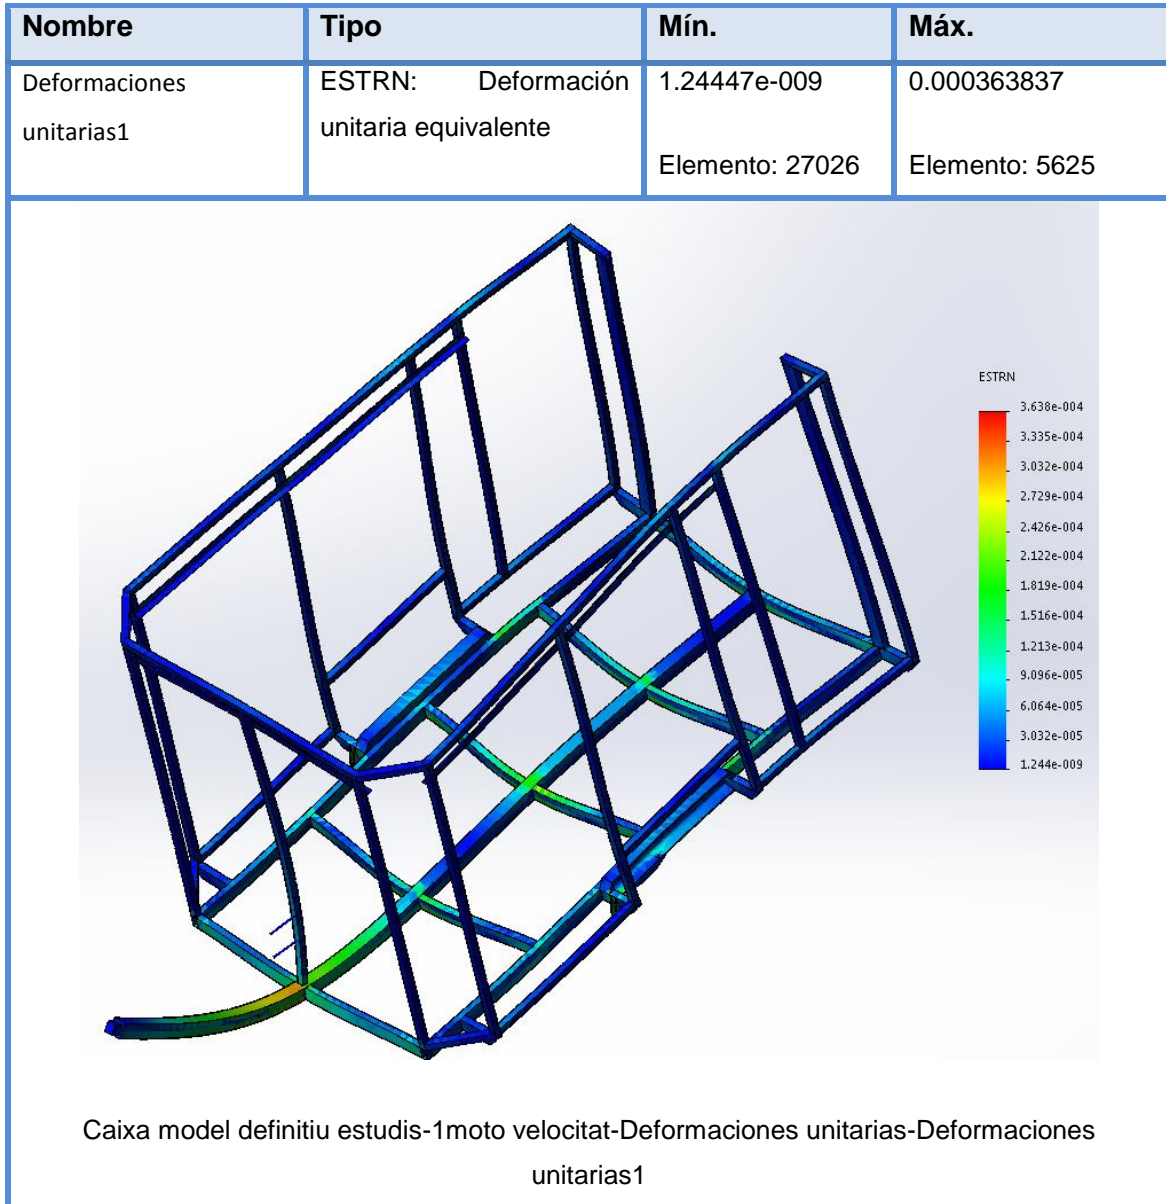 Nombre Tipo Mín. Máx.
Deformaciones ESTRN: Deformación 1.24447e-009 0.000363837
unitarias1 unitaria equivalente
Elemento: 27026 Elemento: 5625
ESTRN
3.638e-004
3.335e-004
3.032e-004
2.729e-004
2.426e-004
2.122e-004
1.819e-004
1.516e-004
1.213e-004
9.096e-005
6.064e-005
3.032e-005
1.244e-009
Caixa model definitiu estudis-1moto velocitat-Deformaciones unitarias-Deformaciones
unitarias1